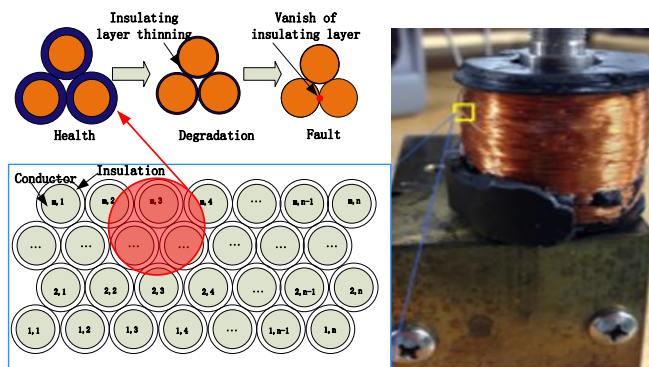 Insulating
layer thinning
Vanish of
insulating layer
Health
Degradation
Fault
Conductor
Insulation
m,1 m,2 m,3 m,4 ... m,n-1 m,n
... ... ... ... ... ... ...
2,1 2,2 2,3 2,4 ... 2,n-1 2,n
1,1 1,2 1,3 1,4 ... 1,n-1 1,n